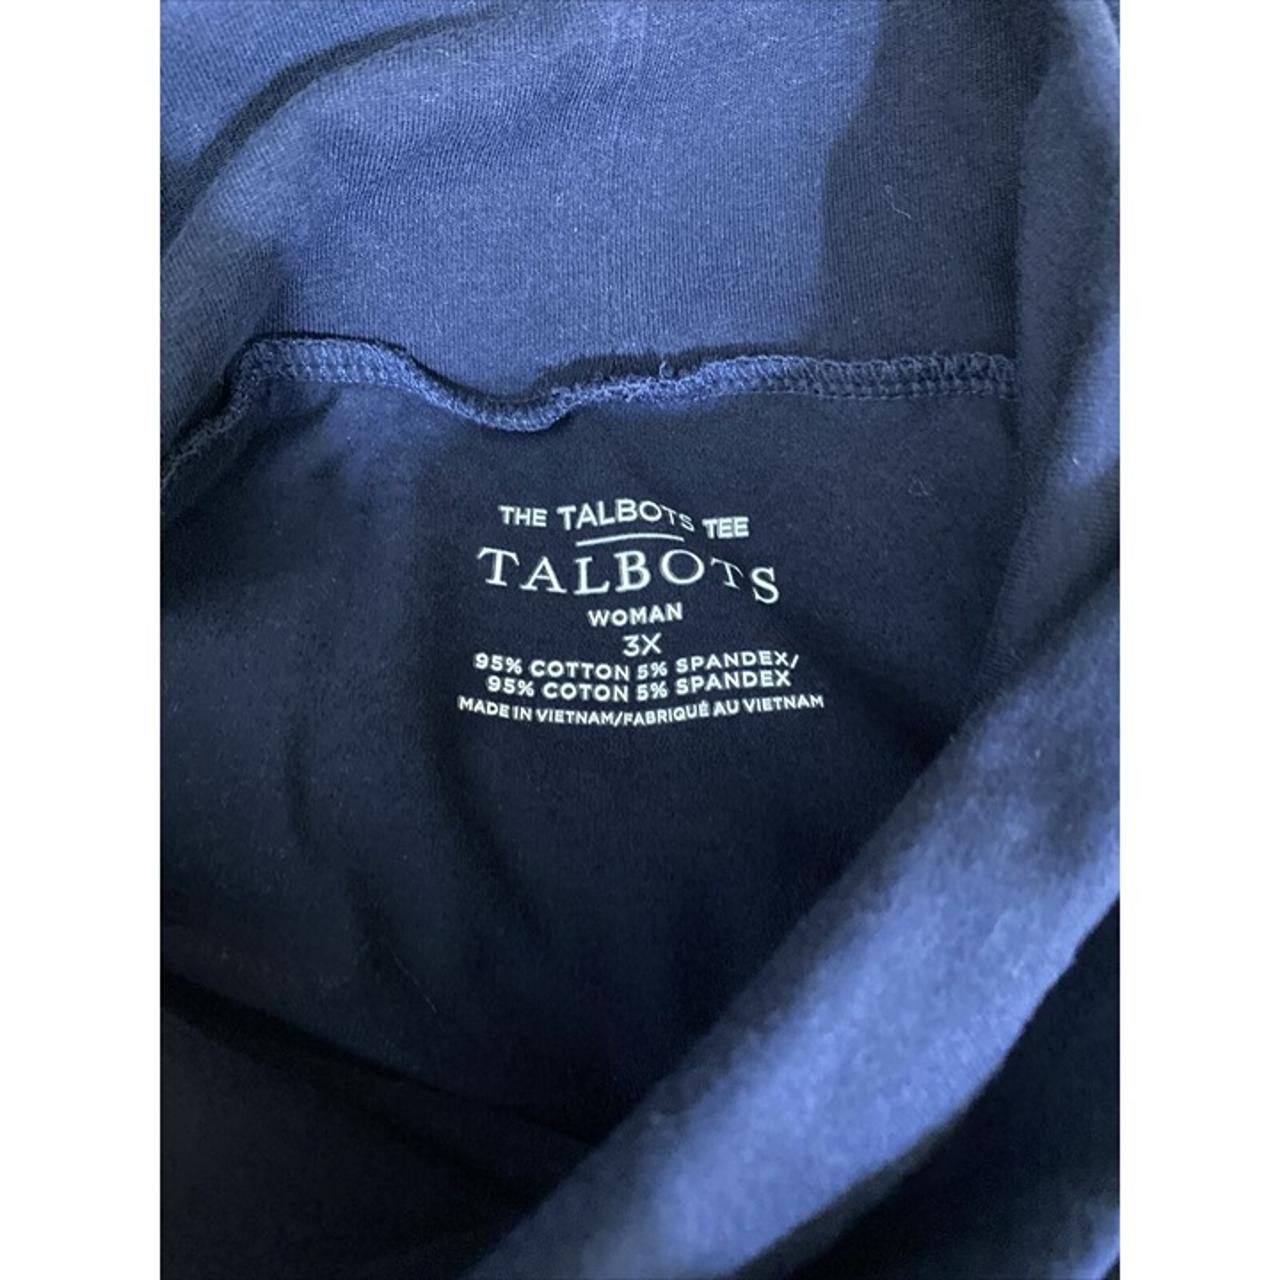 THE TALBOTS TEE
TALBOTS
WOMAN
3X
95% COTTON 5% SPANDEX/
95% COTON 5% SPANDEX
MADE IN VIETNAM/FABRIQUÉ AU VIETNAM